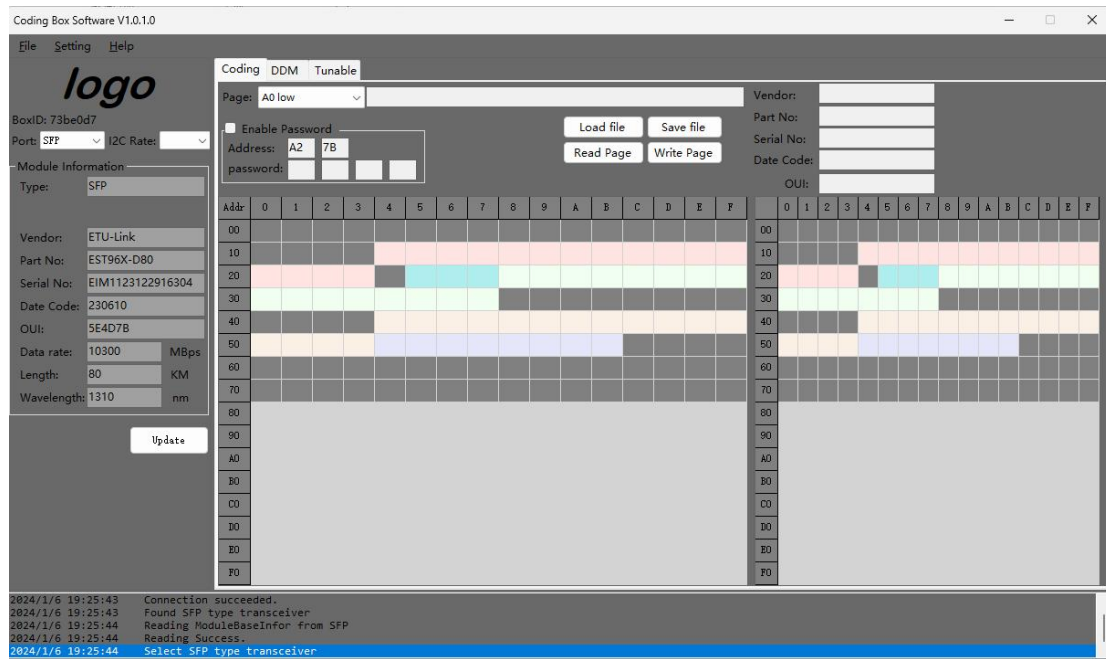 Coding Box Software V1.0.1.0
File Setting Help
logo
BoxID: 73be0d7
Port: SFP I2C Rate:
Module Information
Type: SFP
Vendor: ETU-Link
Part No: EST96X-D80
Serial No: EIM1123122916304
Date Code: 230610
OUI: 5E4D7B
Data rate: 10300 MBps
Length: 80 KM
Wavelength: 1310 nm
Update
Coding DDM Tunable
Page: A0 low
Enable Password
Address: A2 7B
password:
Load file Save file
Read Page Write Page
Vendor:
Part No:
Serial No:
Date Code:
OUI:
Addr 0 1 2 3 4 5 6 7 8 9 A B C D E F
00
10
20
30
40
50
60
70
80
90
A0
B0
C0
D0
E0
F0
0 1 2 3 4 5 6 7 8 9 A B C D E F
00
10
20
30
40
50
60
70
80
90
A0
B0
C0
D0
E0
F0
2024/1/6 19:25:43 Connection succeeded.
2024/1/6 19:25:43 Found SFP type transceiver
2024/1/6 19:25:44 Reading ModuleBaseInfor from SFP
2024/1/6 19:25:44 Reading Success.
2024/1/6 19:25:44 Select SFP type transceiver